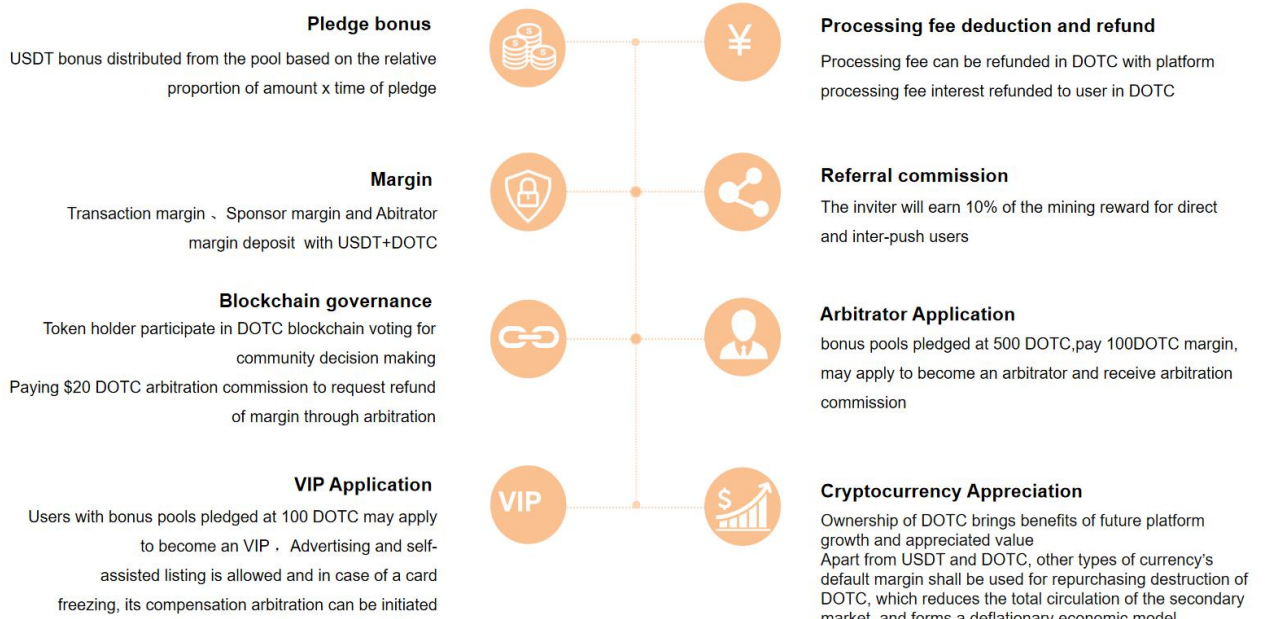 Pledge bonus
USDT bonus distributed from the pool based on the relative
proportion of amount x time of pledge
Processing fee deduction and refund
Processing fee can be refunded in DOTC with platform
processing fee interest refunded to user in DOTC
¥
Margin
Transaction margin 、Sponsor margin and Abitrator
margin deposit  with USDT+DOTC
Referral commission
The inviter will earn 10% of the mining reward for direct
and inter-push users
Blockchain governance
Token holder participate in DOTC blockchain voting for
community decision making
Paying $20 DOTC arbitration commission to request refund
of margin through arbitration
Arbitrator Application
bonus pools pledged at 500 DOTC,pay 100DOTC margin,
may apply to become an arbitrator and receive arbitration
commission
VIP Application
Users with bonus pools pledged at 100 DOTC may apply
to become an VIP，Advertising and self-
assisted listing is allowed and in case of a card
freezing, its compensation arbitration can be initiated
VIP
$
Cryptocurrency Appreciation
Ownership of DOTC brings benefits of future platform
growth and appreciated value
Apart from USDT and DOTC, other types of currency's
default margin shall be used for repurchasing destruction of
DOTC, which reduces the total circulation of the secondary
market, and forms a deflationary economic model